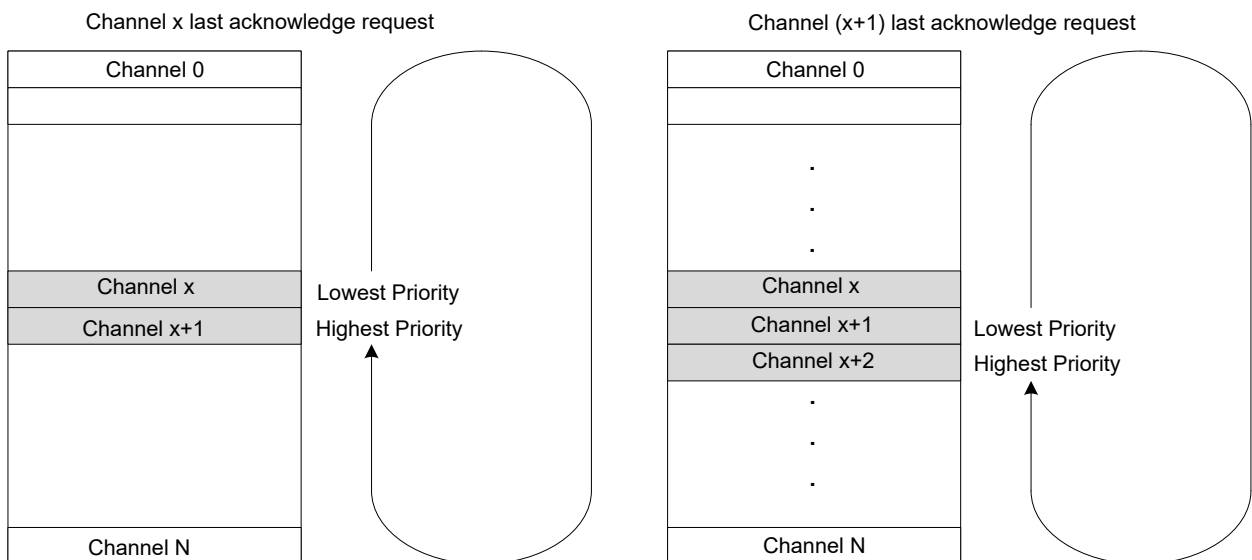 Channel x last acknowledge request
Channel 0
Channel x
Lowest Priority
Channel x+1
Highest Priority
Channel N
Channel (x+1) last acknowledge request
Channel 0
.
.
.
Channel x
Channel x+1
Lowest Priority
Channel x+2
Highest Priority
.
.
.
Channel N